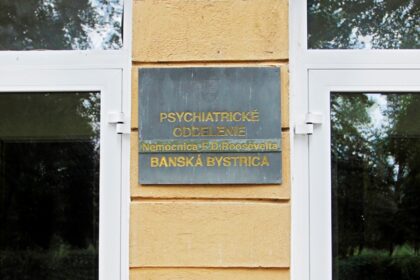 PSYCHIATRICKÉ
ODDELENIE
Nemocnica F.D.Roosevelta
BANSKÁ BYSTRICA